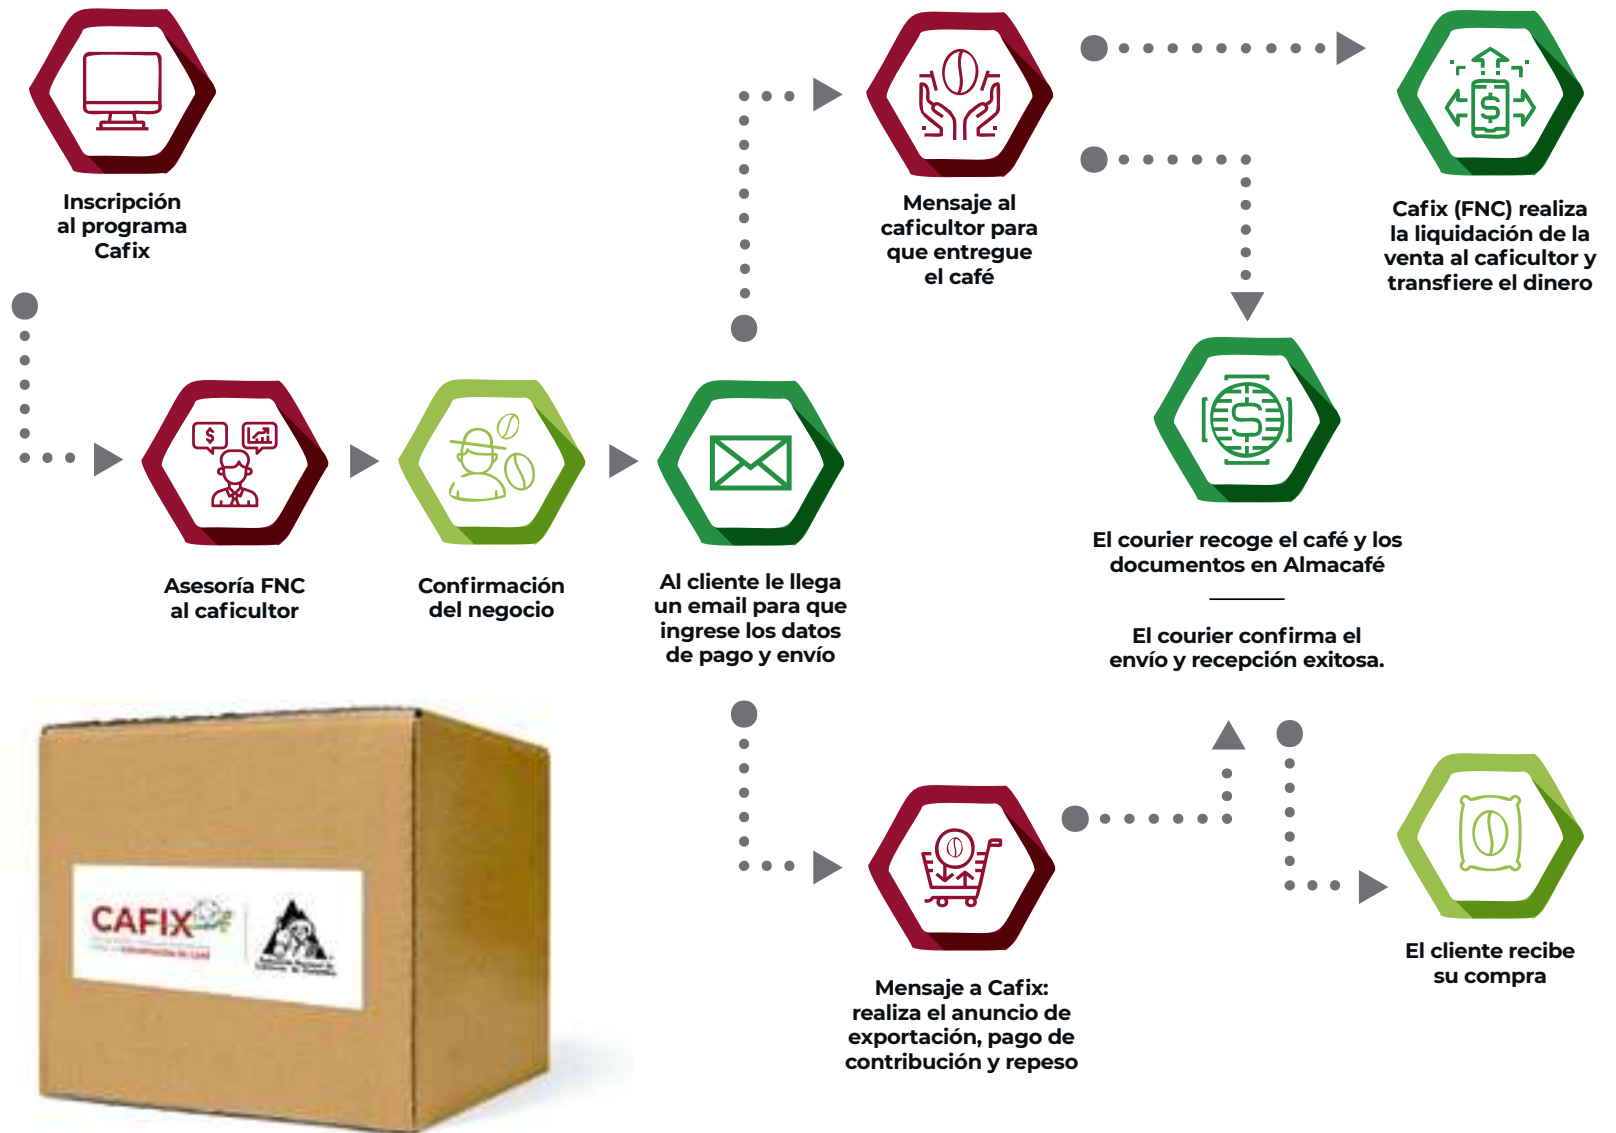 Inscripción
al programa
Cafix
Asesoría FNC
al caficultor
Confirmación
del negocio
Al cliente le llega
un email para que
ingrese los datos
de pago y envío
Mensaje al
caficultor para
que entregue
el café
Cafix (FNC) realiza
la liquidación de la
venta al caficultor y
transfiere el dinero
El courier recoge el café y los
documentos en Almacafé
El courier confirma el
envío y recepción exitosa.
Mensaje a Cafix:
realiza el anuncio de
exportación, pago de
contribución y repeso
El cliente recibe
su compra
CAFIX